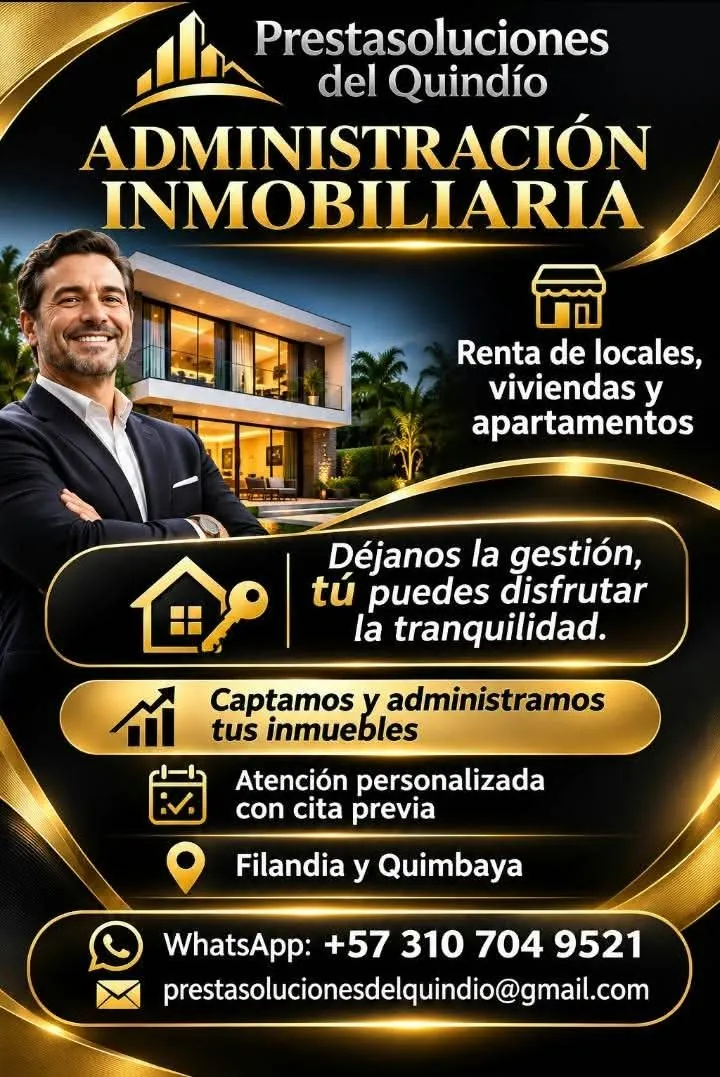 Prestasoluciones
del Quindío
ADMINISTRACIÓN
INMOBILIARIA
Renta de locales,
viviendas y
apartamentos
Déjanos la gestión,
tú puedes disfrutar
la tranquilidad.
Captamos y administramos
tus inmuebles
Atención personalizada
con cita previa
Filandia y Quimbaya
WhatsApp: +57 310 704 9521
prestasolucionesdelquindio@gmail.com